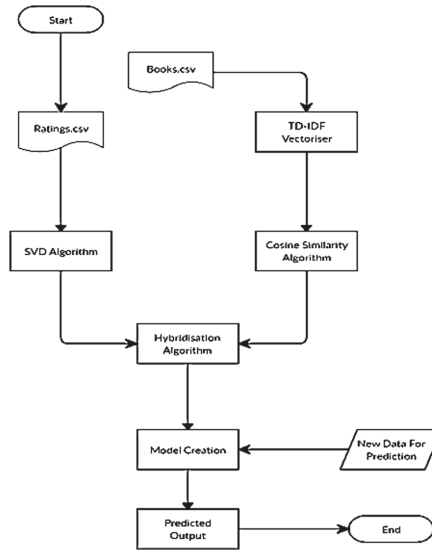 Start
Books.csv
Ratings.csv
TD-IDF
Vectoriser
SVD Algorithm
Cosine Similarity
Algorithm
Hybridisation
Algorithm
Model Creation
New Data For
Prediction
Predicted
Output
End